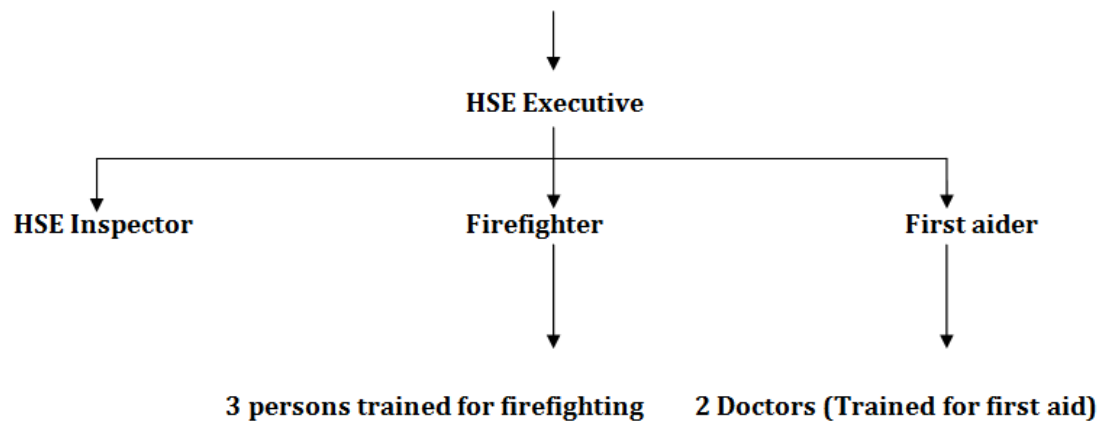 HSE Executive
HSE Inspector
Firefighter
First aider
3 persons trained for firefighting
2 Doctors (Trained for first aid)